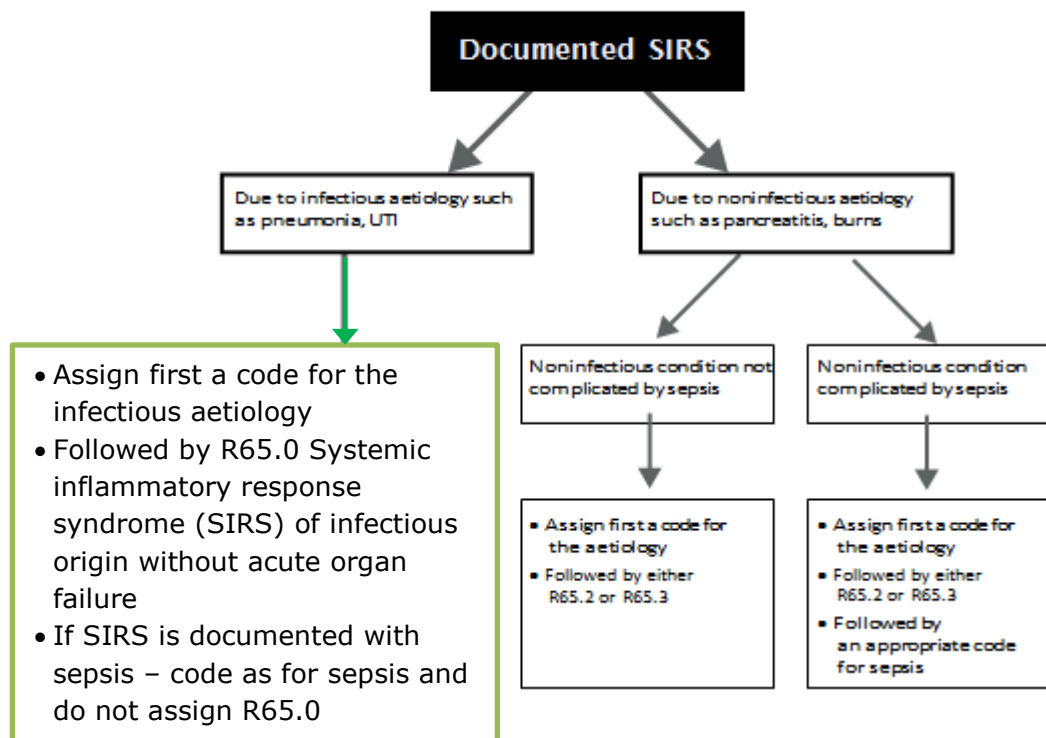 Documented SIRS
Due to infectious aetiology such
as pneumonia, UTI
Due to noninfectious aetiology
such as pancreatitis, burns
• Assign first a code for the
infectious aetiology
• Followed by R65.0 Systemic
inflammatory response
syndrome (SIRS) of infectious
origin without acute organ
failure
• If SIRS is documented with
sepsis – code as for sepsis and
do not assign R65.0
Noninfectious condition not
complicated by sepsis
Noninfectious condition
complicated by sepsis
• Assign first a code for
the aetiology
• Followed by either
R65.2 or R65.3
• Assign first a code for
the aetiology
• Followed by either
R65.2 or R65.3
• Followed by
an appropriate code
for sepsis